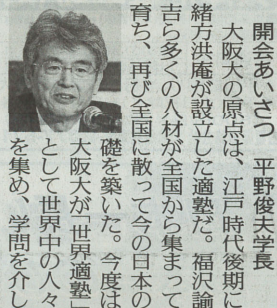 開会あいさつ　平野俊夫学長
大阪大の原点は、江戸時代後期に
緒方洪庵が設立した適塾だ。福沢諭
吉ら多くの人材が全国から集まって
育ち、再び全国に散って今の日本の
礎を築いた。今度は
大阪大が「世界適塾」
として世界中の人々
を集め、学問を介し